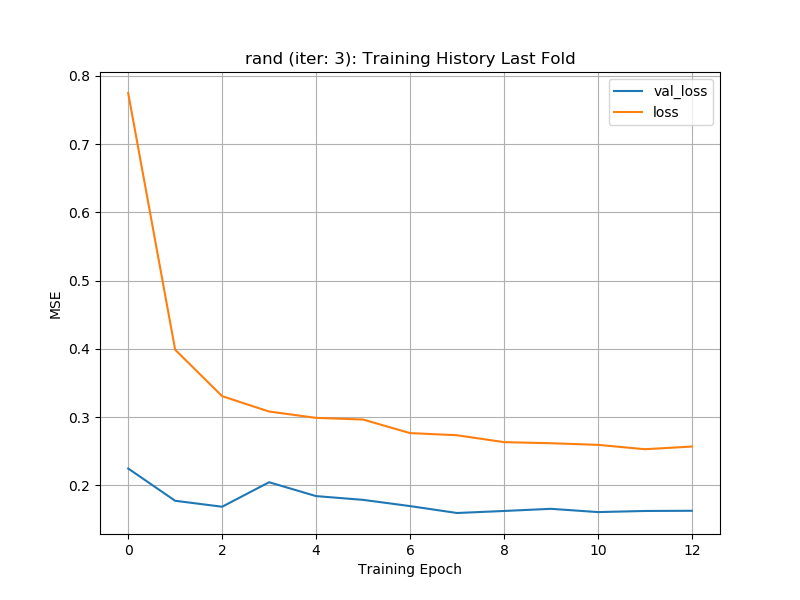 rand (iter: 3): Training History Last Fold
val_loss
loss
MSE
0.8
0.7
0.6
0.5
0.4
0.3
0.2
0 2 4 6 8 10 12
Training Epoch